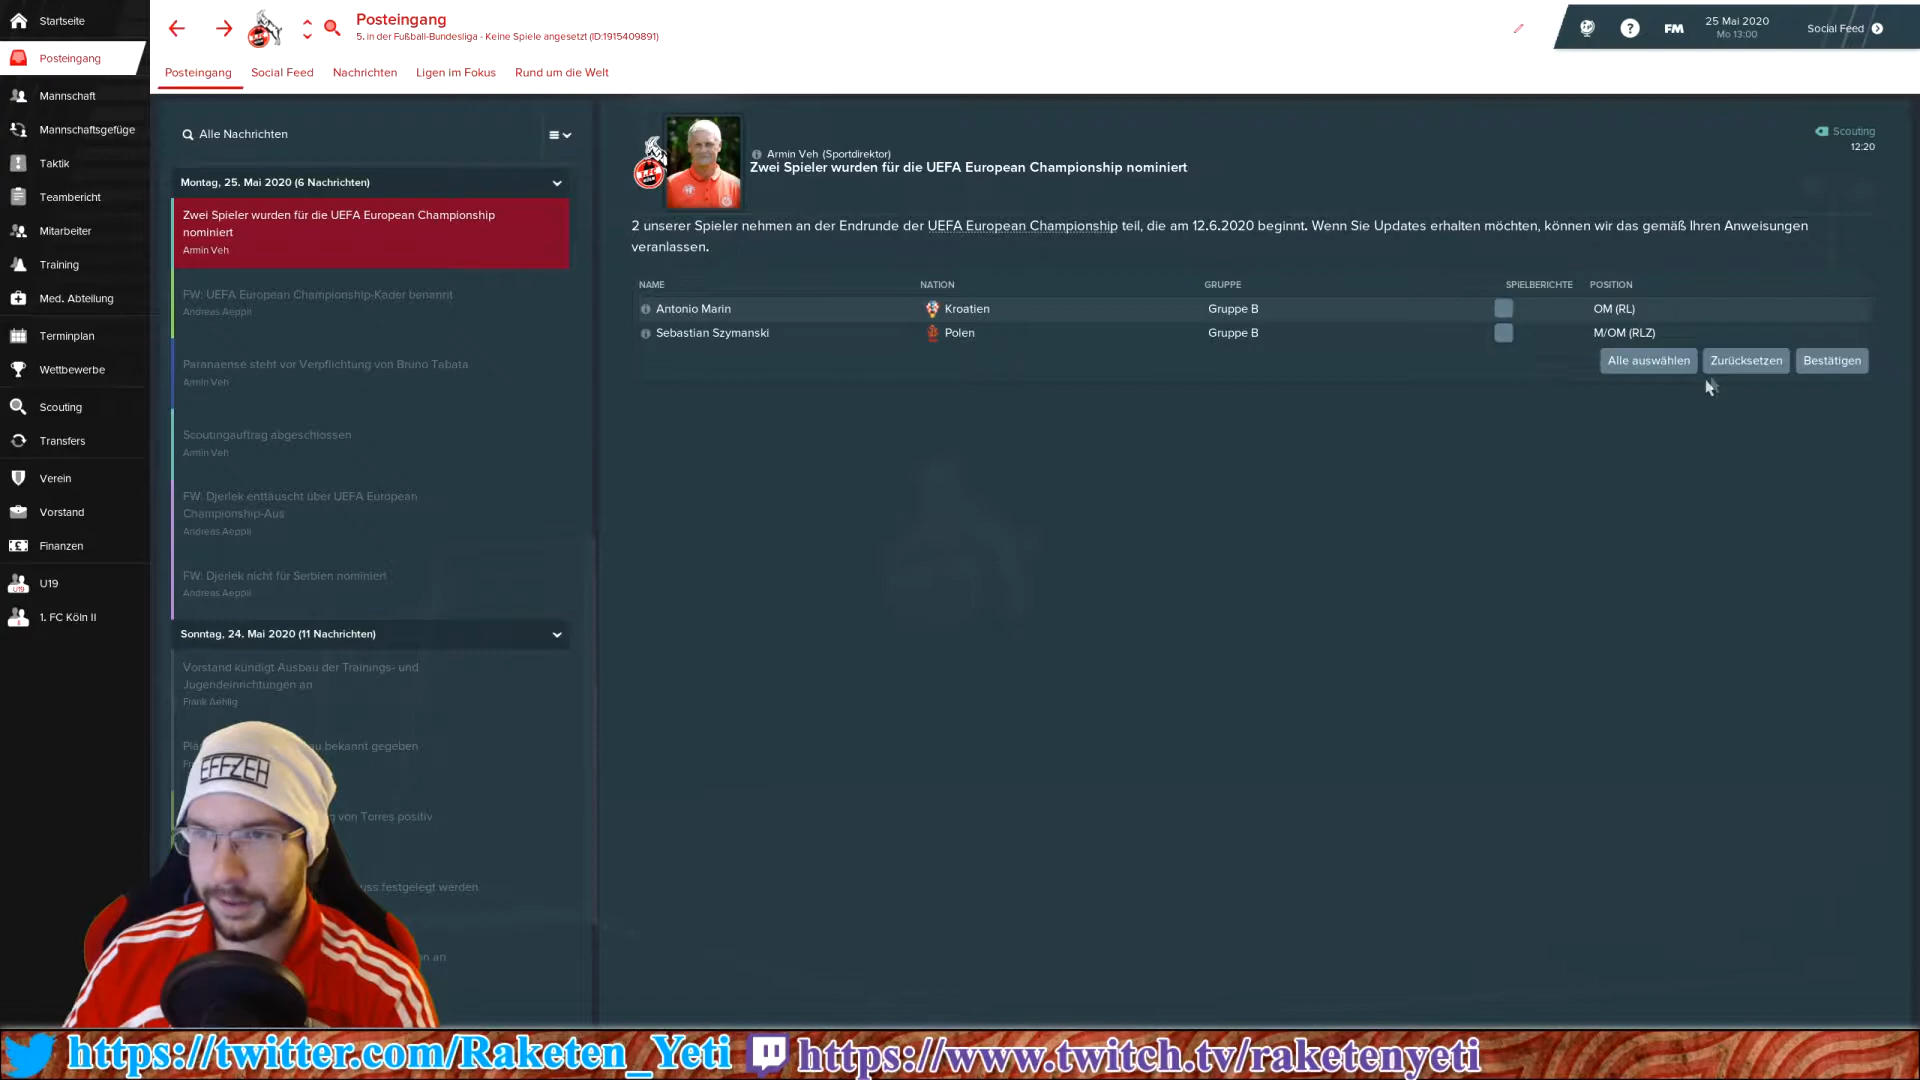 Startseite
Posteingang
Mannschaft
Mannschaftsgefüge
Taktik
Teambericht
Mitarbeiter
Training
Med. Abteilung
Terminplan
Wettbewerbe
Scouting
Transfers
Verein
Vorstand
Finanzen
U19
1. FC Köln II
Posteingang
5. in der Fußball-Bundesliga - Keine Spiele angesetzt (ID:1915409891)
FM
25 Mai 2020
Mo 13:00
Social Feed
Posteingang
Social Feed
Nachrichten
Ligen im Fokus
Rund um die Welt
Alle Nachrichten
Montag, 25. Mai 2020 (6 Nachrichten)
Zwei Spieler wurden für die UEFA European Championship
nominiert
Armin Veh
FW: UEFA European Championship-Kader benannt
Andreas Aeppli
Paranaense steht vor Verpflichtung von Bruno Tabata
Armin Veh
Scoutingauftrag abgeschlossen
Armin Veh
FW: Djerlek enttäuscht über UEFA European
Championship-Aus
Andreas Aeppli
FW: Djerlek nicht für Serbien nominiert
Andreas Aeppli
Sonntag, 24. Mai 2020 (11 Nachrichten)
Vorstand kündigt Ausbau der Trainings- und
Jugendeinrichtungen an
Frank Aehlig
bekannt gegeben
von Torres positiv
festgelegt werden
an
Armin Veh (Sportdirektor)
Zwei Spieler wurden für die UEFA European Championship nominiert
Scouting
12:20
2 unserer Spieler nehmen an der Endrunde der UEFA European Championship teil, die am 12.6.2020 beginnt. Wenn Sie Updates erhalten möchten, können wir das gemäß Ihren Anweisungen
veranlassen.
NAME NATION GRUPPE SPIELBERICHTE POSITION
Antonio Marin Kroatien Gruppe B OM (RL)
Sebastian Szymanski Polen Gruppe B M/OM (RLZ)
Alle auswählen Zurücksetzen Bestätigen
EFFZEH
https://twitter.com/Raketen_Yeti https://www.twitch.tv/raketenyeti